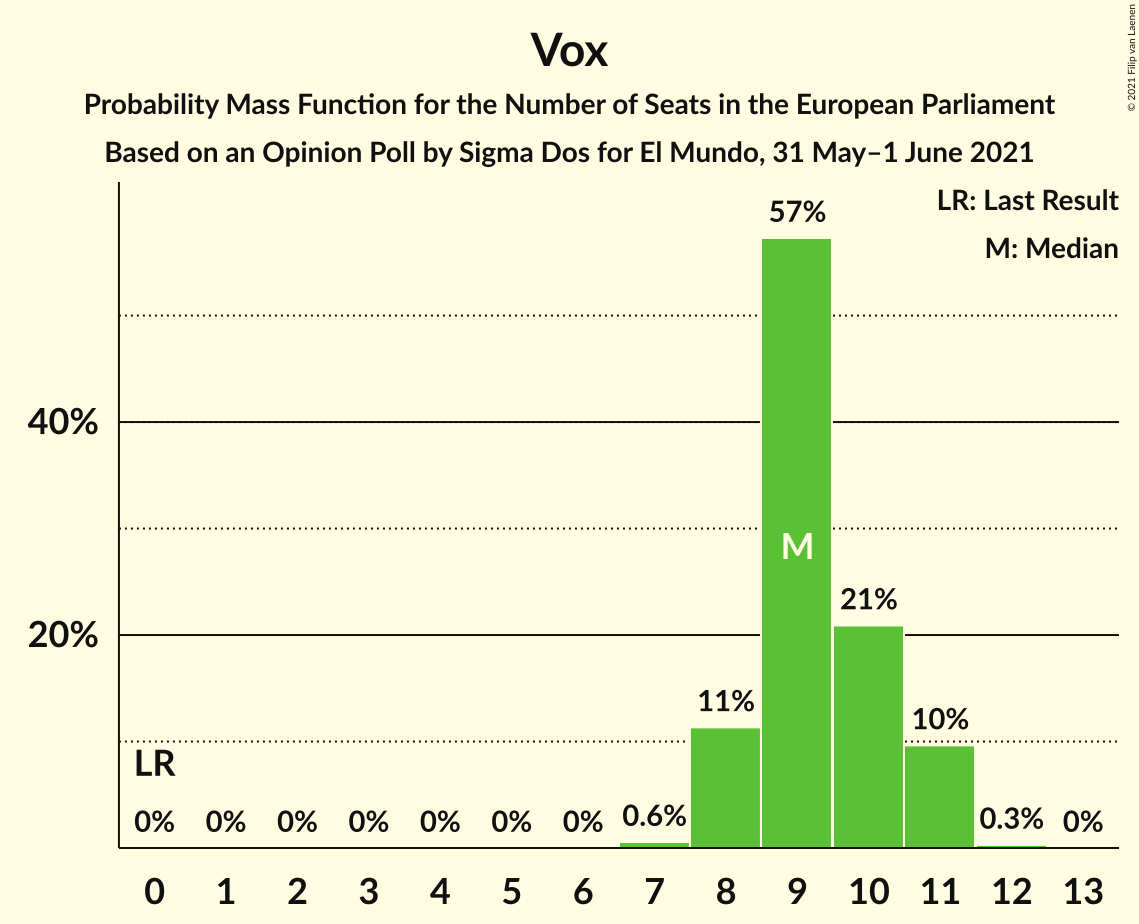 Vox
Probability Mass Function for the Number of Seats in the European Parliament
Based on an Opinion Poll by Sigma Dos for El Mundo, 31 May–1 June 2021
© 2021 Filip van Laenen
LR: Last Result
M: Median
57%
40%
M
21%
20%
11%
10%
LR
0% 0% 0% 0% 0% 0% 0% 0.6% 0.3% 0%
0 1 2 3 4 5 6 7 8 9 10 11 12 13